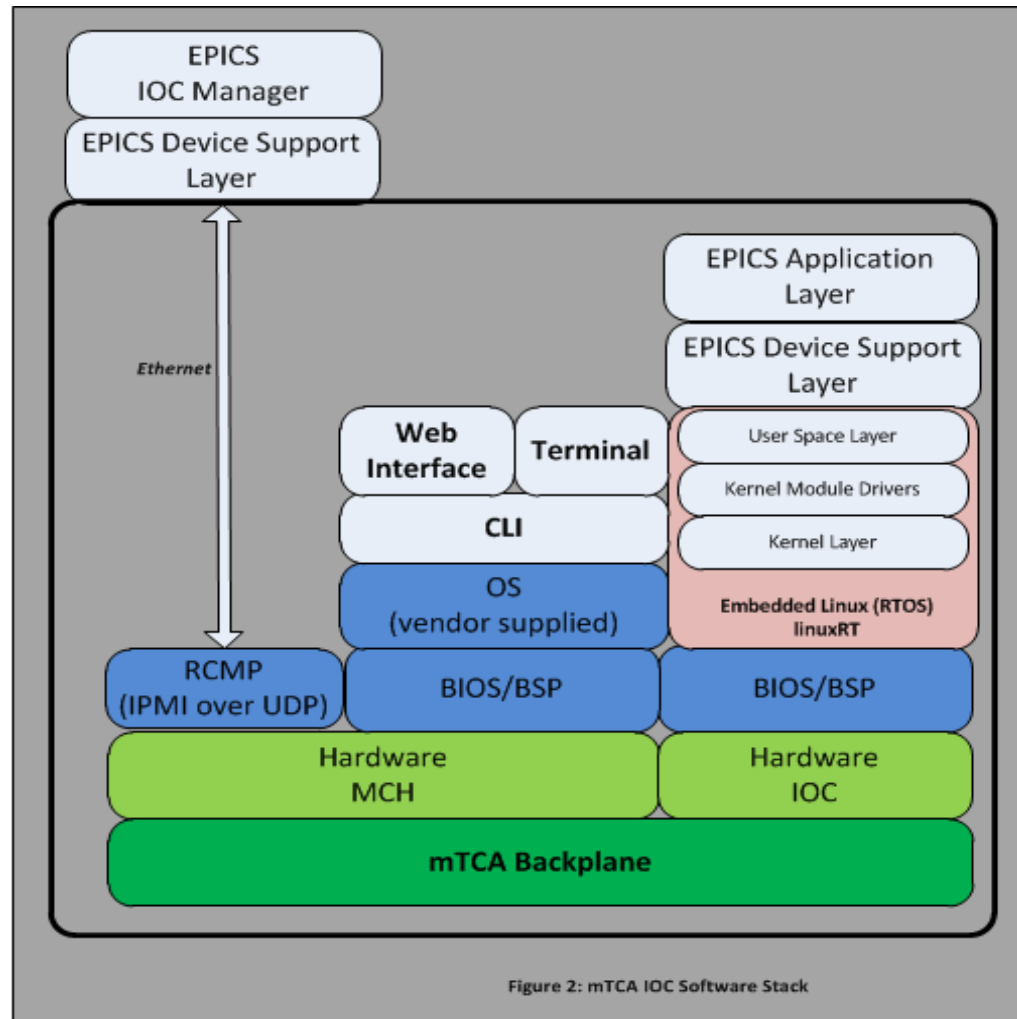 EPICS
IOC Manager
EPICS Device Support
Layer
EPICS Application
Layer
EPICS Device Support
Layer
Ethernet
Web
Interface
Terminal
User Space Layer
Kernel Module Drivers
CLI
Kernel Layer
OS
(vendor supplied)
Embedded Linux (RTOS)
linuxRT
RCMP
(IPMI over UDP)
BIOS/BSP
BIOS/BSP
Hardware
MCH
Hardware
IOC
mTCA Backplane
Figure 2: mTCA IOC Software Stack